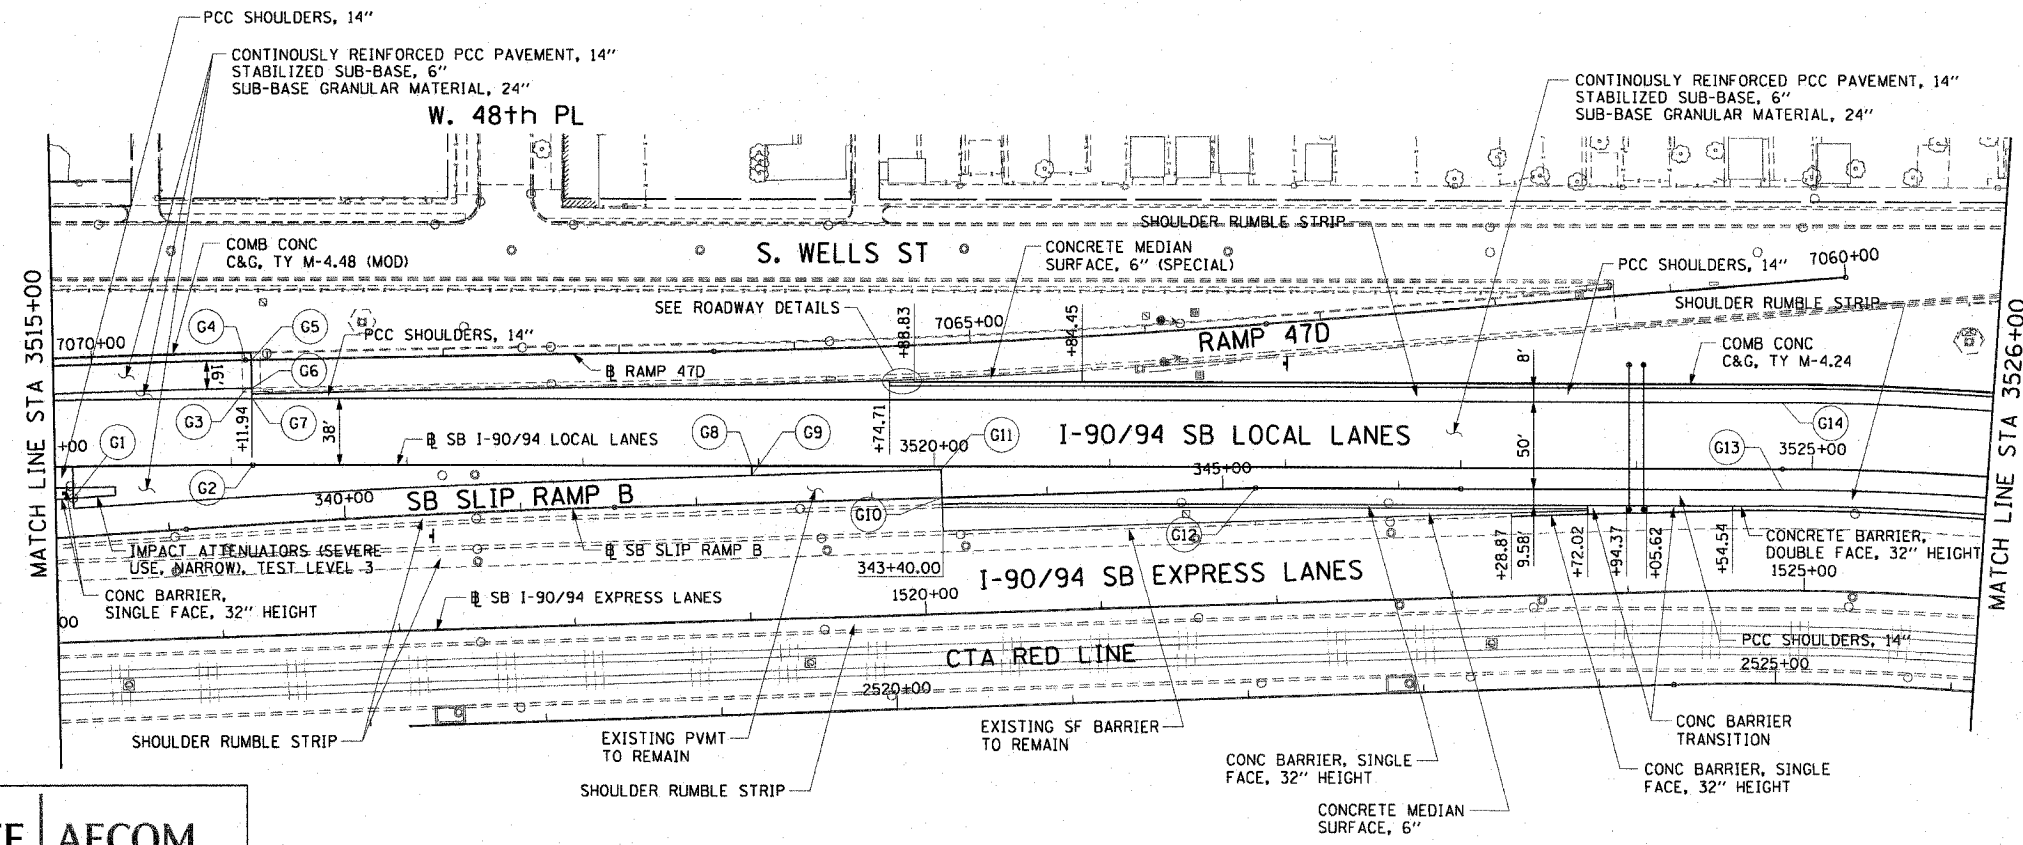 PCC SHOULDERS, 14"
CONTINOUSLY REINFORCED PCC PAVEMENT, 14"
STABILIZED SUB-BASE, 6"
SUB-BASE GRANULAR MATERIAL, 24"
W. 48th PL
CONTINOUSLY REINFORCED PCC PAVEMENT, 14"
STABILIZED SUB-BASE, 6"
SUB-BASE GRANULAR MATERIAL, 24"
SHOULDER RUMBLE STRIP
COMB CONC
C&G, TY M-4.48 (MOD)
S. WELLS ST
CONCRETE MEDIAN
SURFACE, 6" (SPECIAL)
PCC SHOULDERS, 14"
7060+00
MATCH LINE STA 3515+00
SEE ROADWAY DETAILS
SHOULDER RUMBLE STRIP
G4
G5
PCC SHOULDERS, 14"
+88.83
7065+00
+84.45
RAMP 47D
7070+00
COMB CONC
C&G, TY M-4.24
8'
16'
G6
℄ RAMP 47D
MATCH LINE STA 3526+00
G3
G7
+11.94
38'
+74.71
G1
+00
℄ SB I-90/94 LOCAL LANES
G8
G9
3520+00
G11
I-90/94 SB LOCAL LANES
50'
G14
G13
3525+00
G2
340+00
SB SLIP RAMP B
345+00
G10
G12
IMPACT ATTENUATORS (SEVERE
USE, NARROW), TEST LEVEL 3
℄ SB SLIP RAMP B
343+40.00
I-90/94 SB EXPRESS LANES
+28.87
9.58'
+72.02
+94.37
+05.62
+54.54
CONCRETE BARRIER,
DOUBLE FACE, 32" HEIGHT
1525+00
CONC BARRIER,
SINGLE FACE, 32" HEIGHT
℄ SB I-90/94 EXPRESS LANES
1520+00
00
CTA RED LINE
PCC SHOULDERS, 14"
2525+00
2520+00
SHOULDER RUMBLE STRIP
EXISTING PVMT
TO REMAIN
EXISTING SF BARRIER
TO REMAIN
CONC BARRIER
TRANSITION
CONC BARRIER, SINGLE
FACE, 32" HEIGHT
CONC BARRIER, SINGLE
FACE, 32" HEIGHT
SHOULDER RUMBLE STRIP
CONCRETE MEDIAN
SURFACE, 6"
AECOM